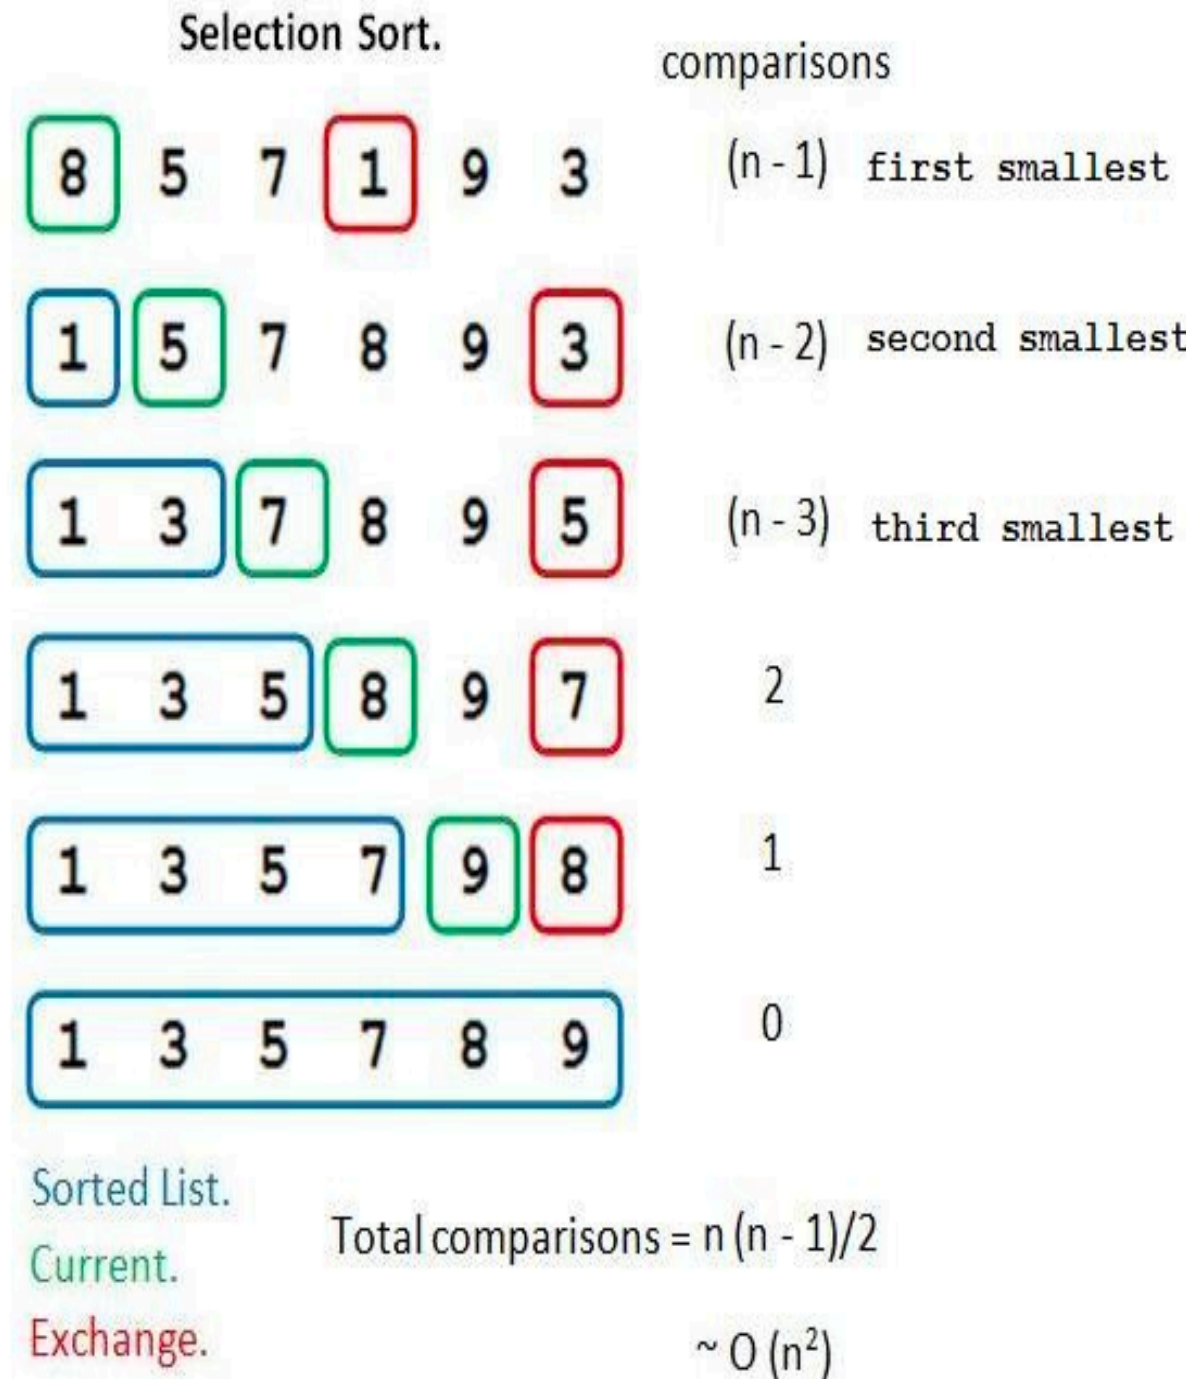 Selection Sort.
comparisons
8 5 7 1 9 3 (n - 1) first smallest
1 5 7 8 9 3 (n - 2) second smallest
1 3 7 8 9 5 (n - 3) third smallest
1 3 5 8 9 7 2
1 3 5 7 9 8 1
1 3 5 7 8 9 0
Sorted List.
Total comparisons = n (n - 1)/2
Current.
Exchange.
~ O (n²)